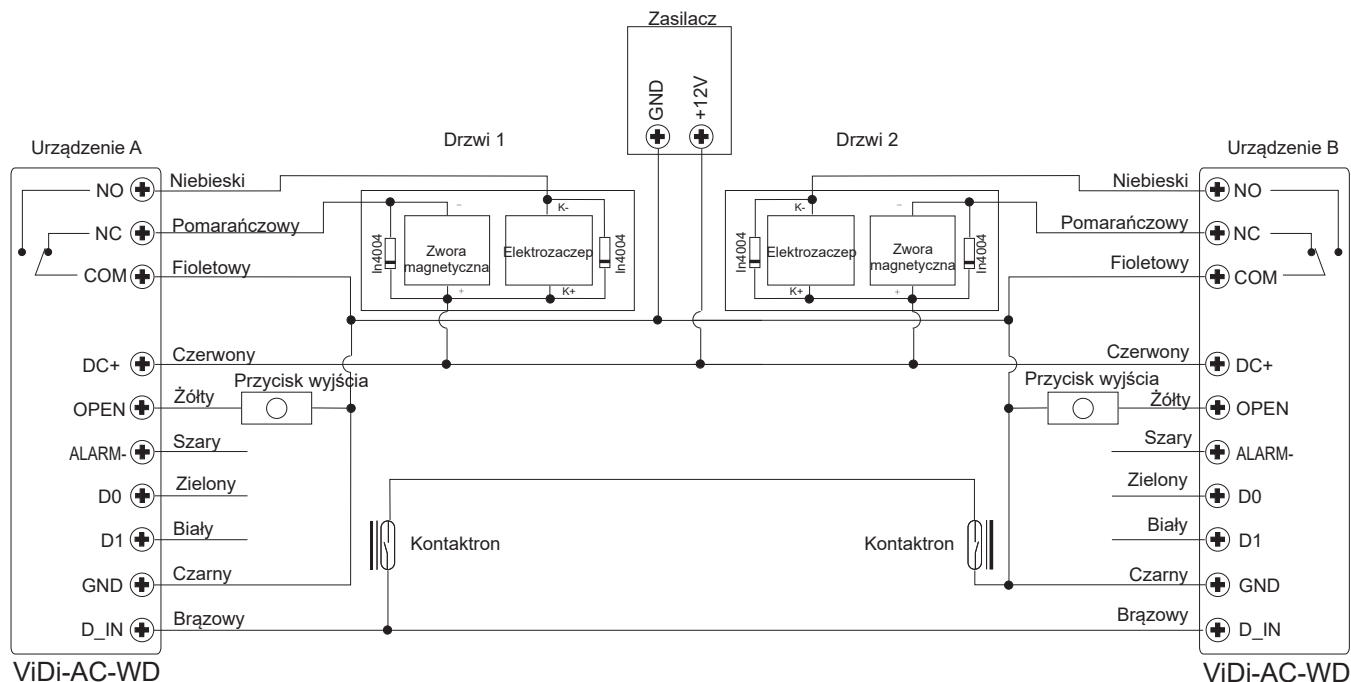 Zasilacz
GND
+12V
Urządzenie A
Drzwi 1
Drzwi 2
Urządzenie B
NO
Niebieski
Niebieski
NO
NC
Pomarańczowy
In4004
−
Zwora
magnetyczna
+
K-
Elektrozaczep
K+
In4004
In4004
K-
Elektrozaczep
K+
−
Zwora
magnetyczna
+
In4004
Pomarańczowy
NC
COM
Fioletowy
Fioletowy
COM
DC+
Czerwony
Czerwony
DC+
Przycisk wyjścia
Przycisk wyjścia
OPEN
Żółty
Żółty
OPEN
ALARM-
Szary
Szary
ALARM-
D0
Zielony
Zielony
D0
D1
Biały
Kontaktron
Kontaktron
Biały
D1
GND
Czarny
Czarny
GND
D_IN
Brązowy
Brązowy
D_IN
ViDi-AC-WD
ViDi-AC-WD